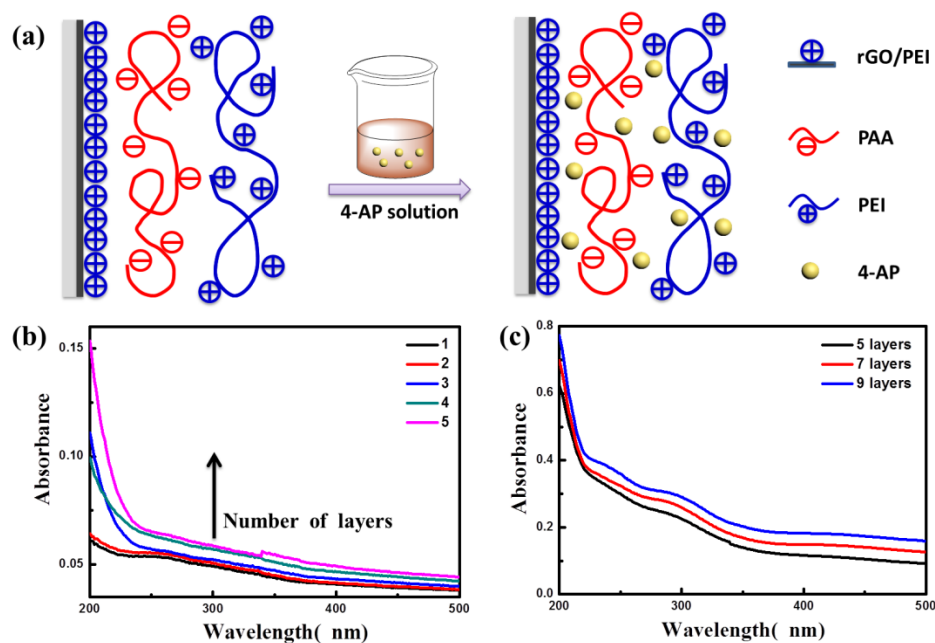 (a)
4-AP solution
rGO/PEI
PAA
PEI
4-AP
(b)
0.15
0.10
0.05
Absorbance
1
2
3
4
5
Number of layers
200 300 400 500
Wavelength( nm)
(c)
0.8
0.6
0.4
0.2
0.0
Absorbance
5 layers
7 layers
9 layers
200 300 400 500
Wavelength( nm)